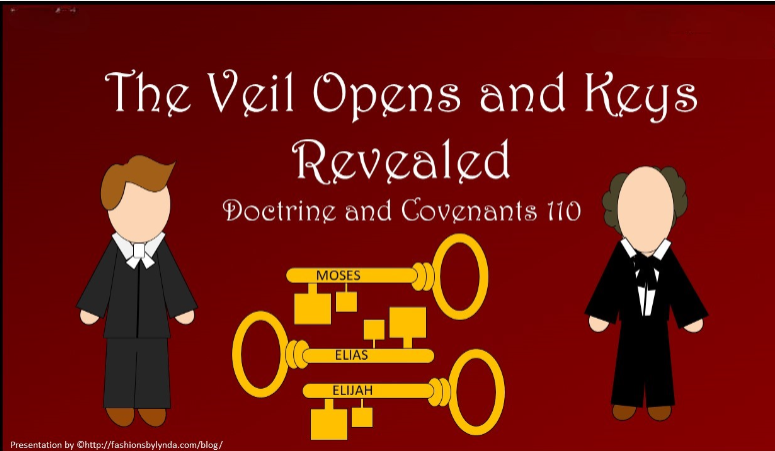 The Veil Opens and Keys
Revealed
Doctrine and Covenants 110
MOSES
ELIAS
ELIJAH
Presentation by ©http://fashionsbylynda.com/blog/